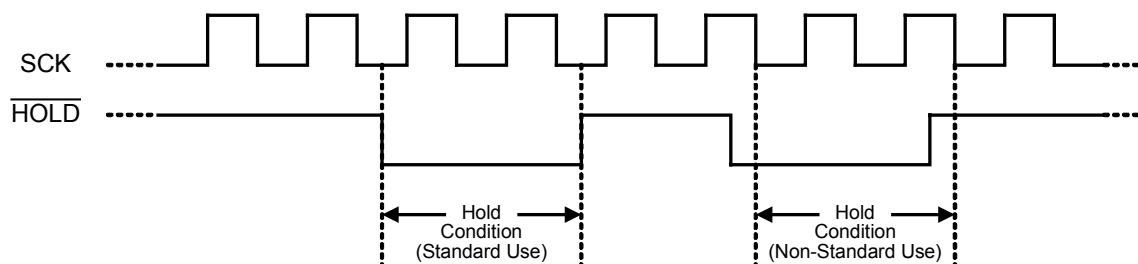 SCK
HOLD
Hold
Condition
(Standard Use)
Hold
Condition
(Non-Standard Use)